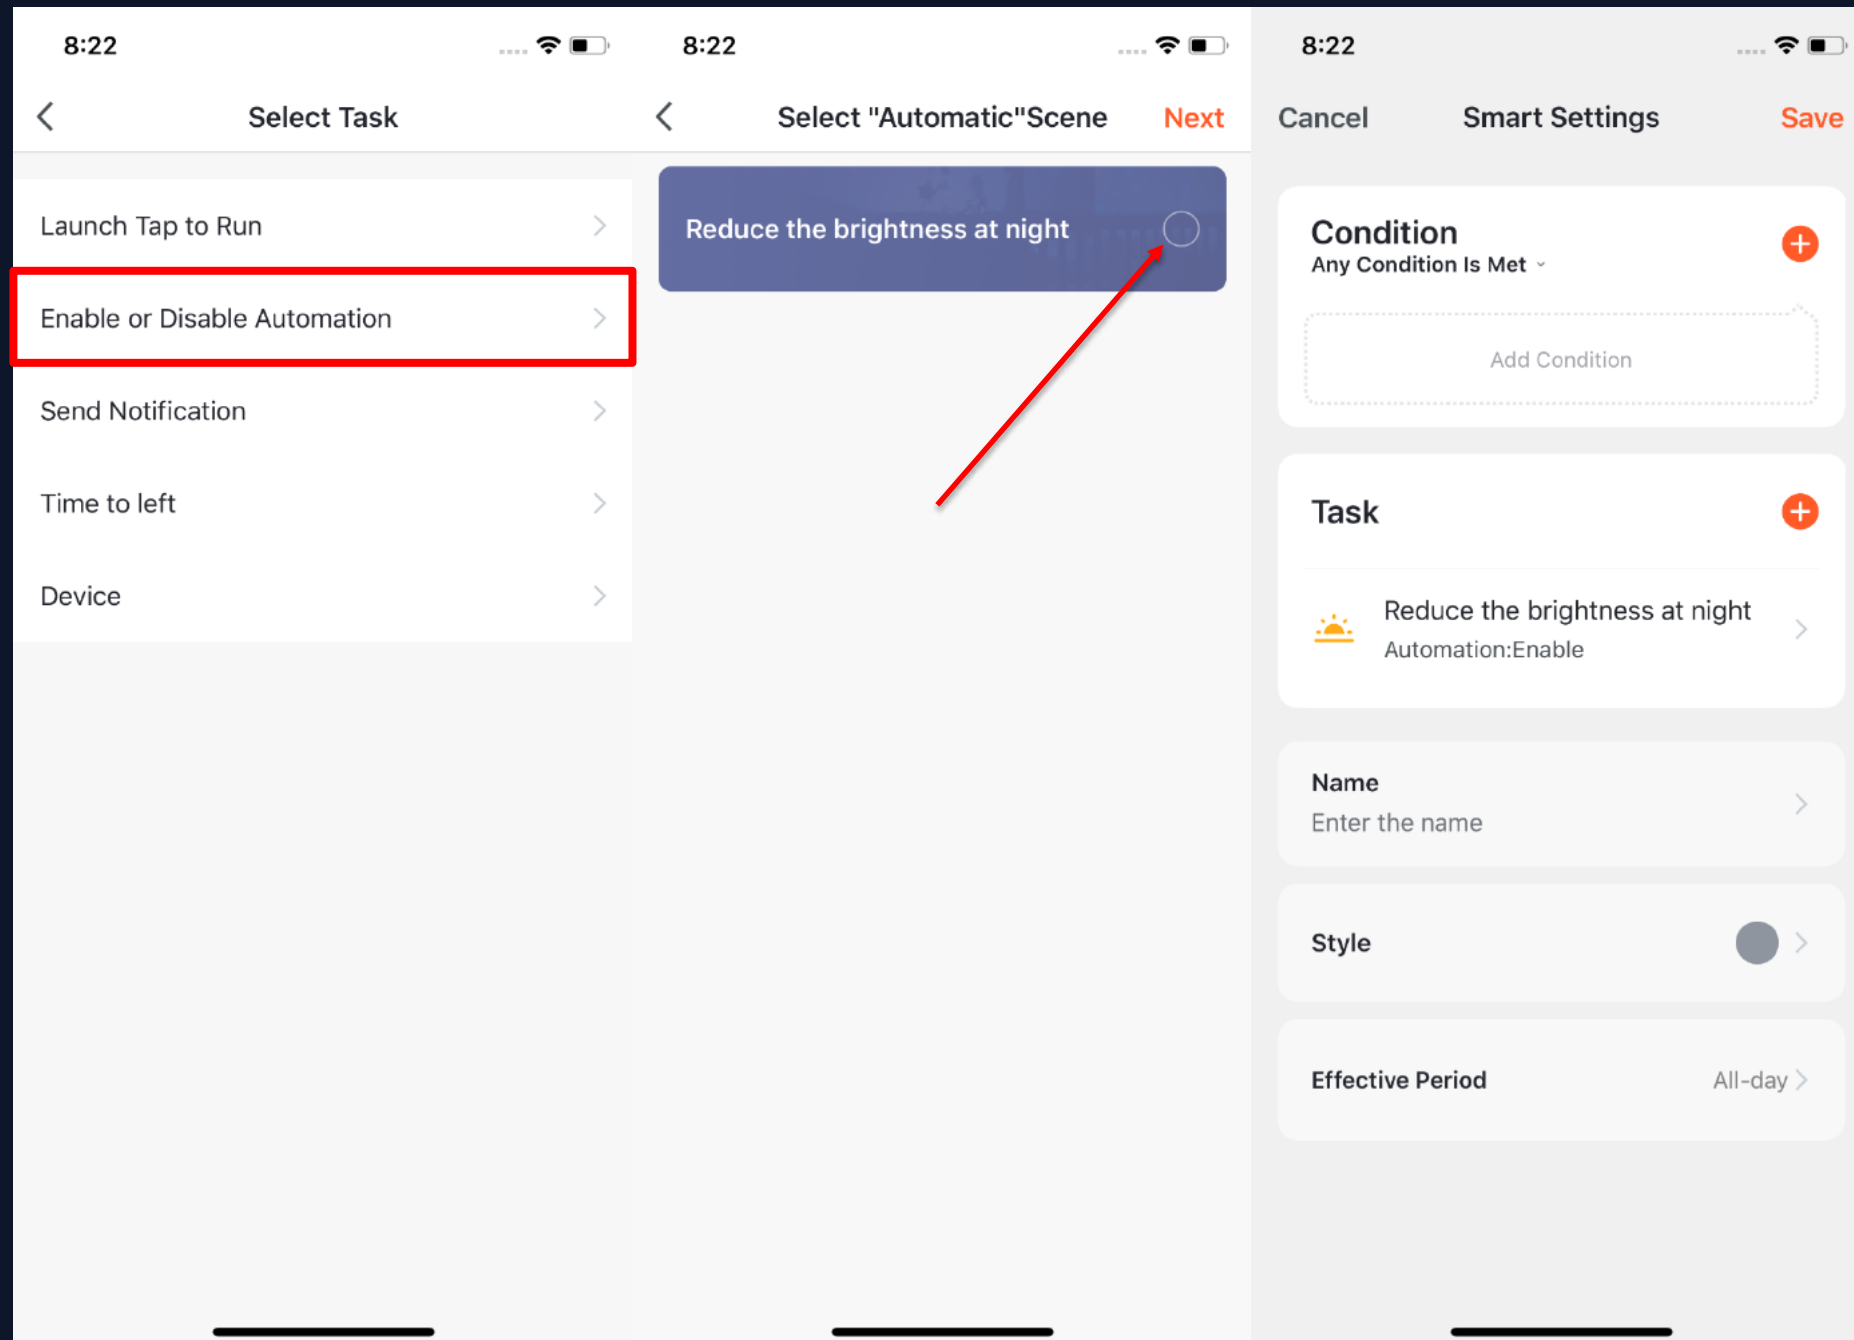 8:22
Select Task
Launch Tap to Run
Enable or Disable Automation
Send Notification
Time to left
Device
8:22
Select "Automatic"Scene
Next
Reduce the brightness at night
8:22
Cancel
Smart Settings
Save
Condition
Any Condition Is Met
Add Condition
Task
Reduce the brightness at night
Automation:Enable
Name
Enter the name
Style
Effective Period
All-day